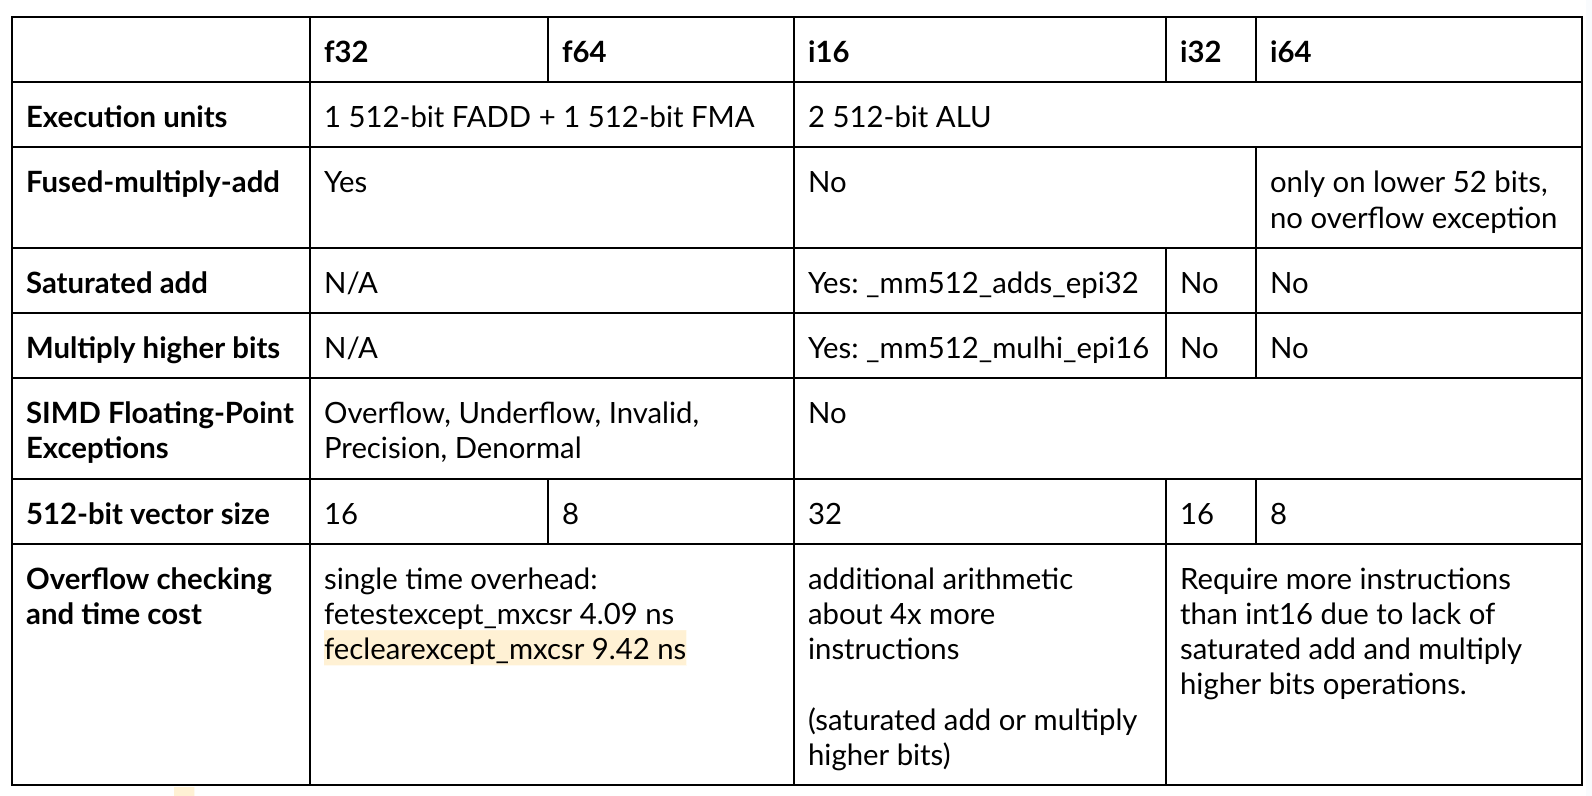 f32 f64 i16 i32 i64
Execution units 1 512-bit FADD + 1 512-bit FMA 2 512-bit ALU
Fused-multiply-add Yes No only on lower 52 bits,
no overflow exception
Saturated add N/A Yes: _mm512_adds_epi32 No No
Multiply higher bits N/A Yes: _mm512_mulhi_epi16 No No
SIMD Floating-Point
Exceptions
Overflow, Underflow, Invalid,
Precision, Denormal
No
512-bit vector size 16 8 32 16 8
Overflow checking
and time cost
single time overhead:
fetestexcept_mxcsr 4.09 ns
feclearexcept_mxcsr 9.42 ns
additional arithmetic
about 4x more
instructions
(saturated add or multiply
higher bits)
Require more instructions
than int16 due to lack of
saturated add and multiply
higher bits operations.